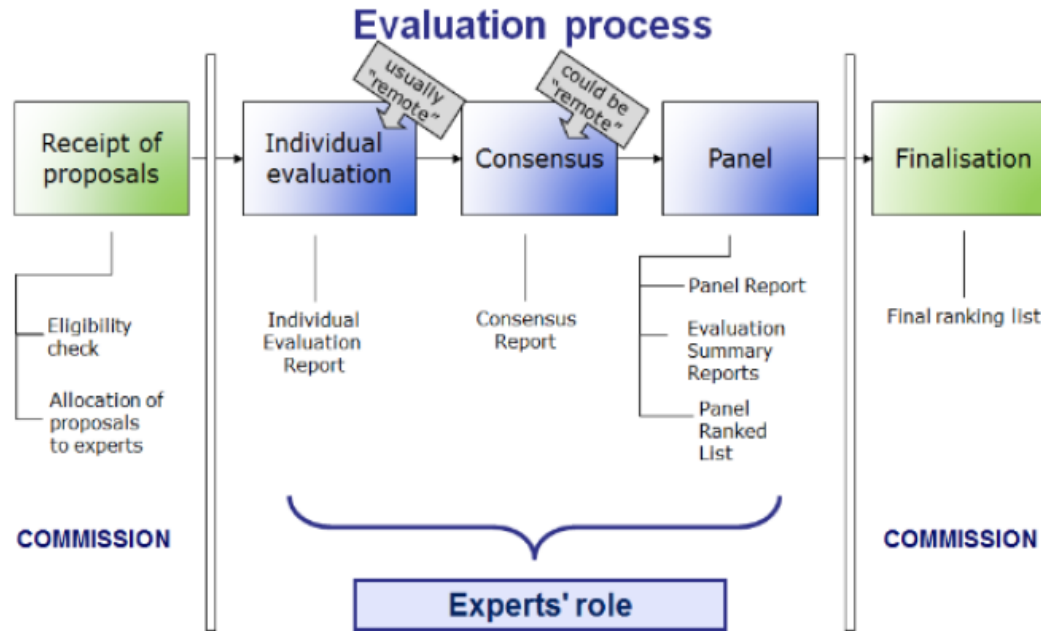 Evaluation process
usually
"remote"
could be
"remote"
Receipt of
proposals
Individual
evaluation
Consensus
Panel
Finalisation
Eligibility
check
Allocation of
proposals
to experts
Individual
Evaluation
Report
Consensus
Report
Panel Report
Evaluation
Summary
Reports
Panel
Ranked
List
Final ranking list
COMMISSION
COMMISSION
Experts' role